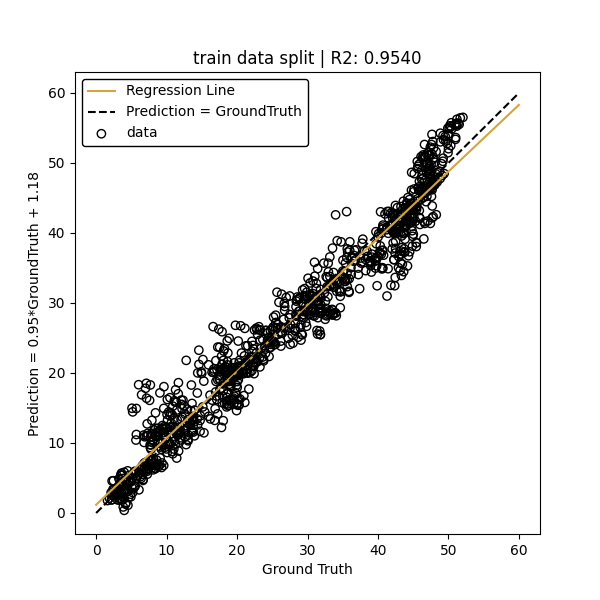 train data split | R2: 0.9540
Regression Line
Prediction = GroundTruth
data
Prediction = 0.95*GroundTruth + 1.18
60
50
40
30
20
10
0
0 10 20 30 40 50 60
Ground Truth